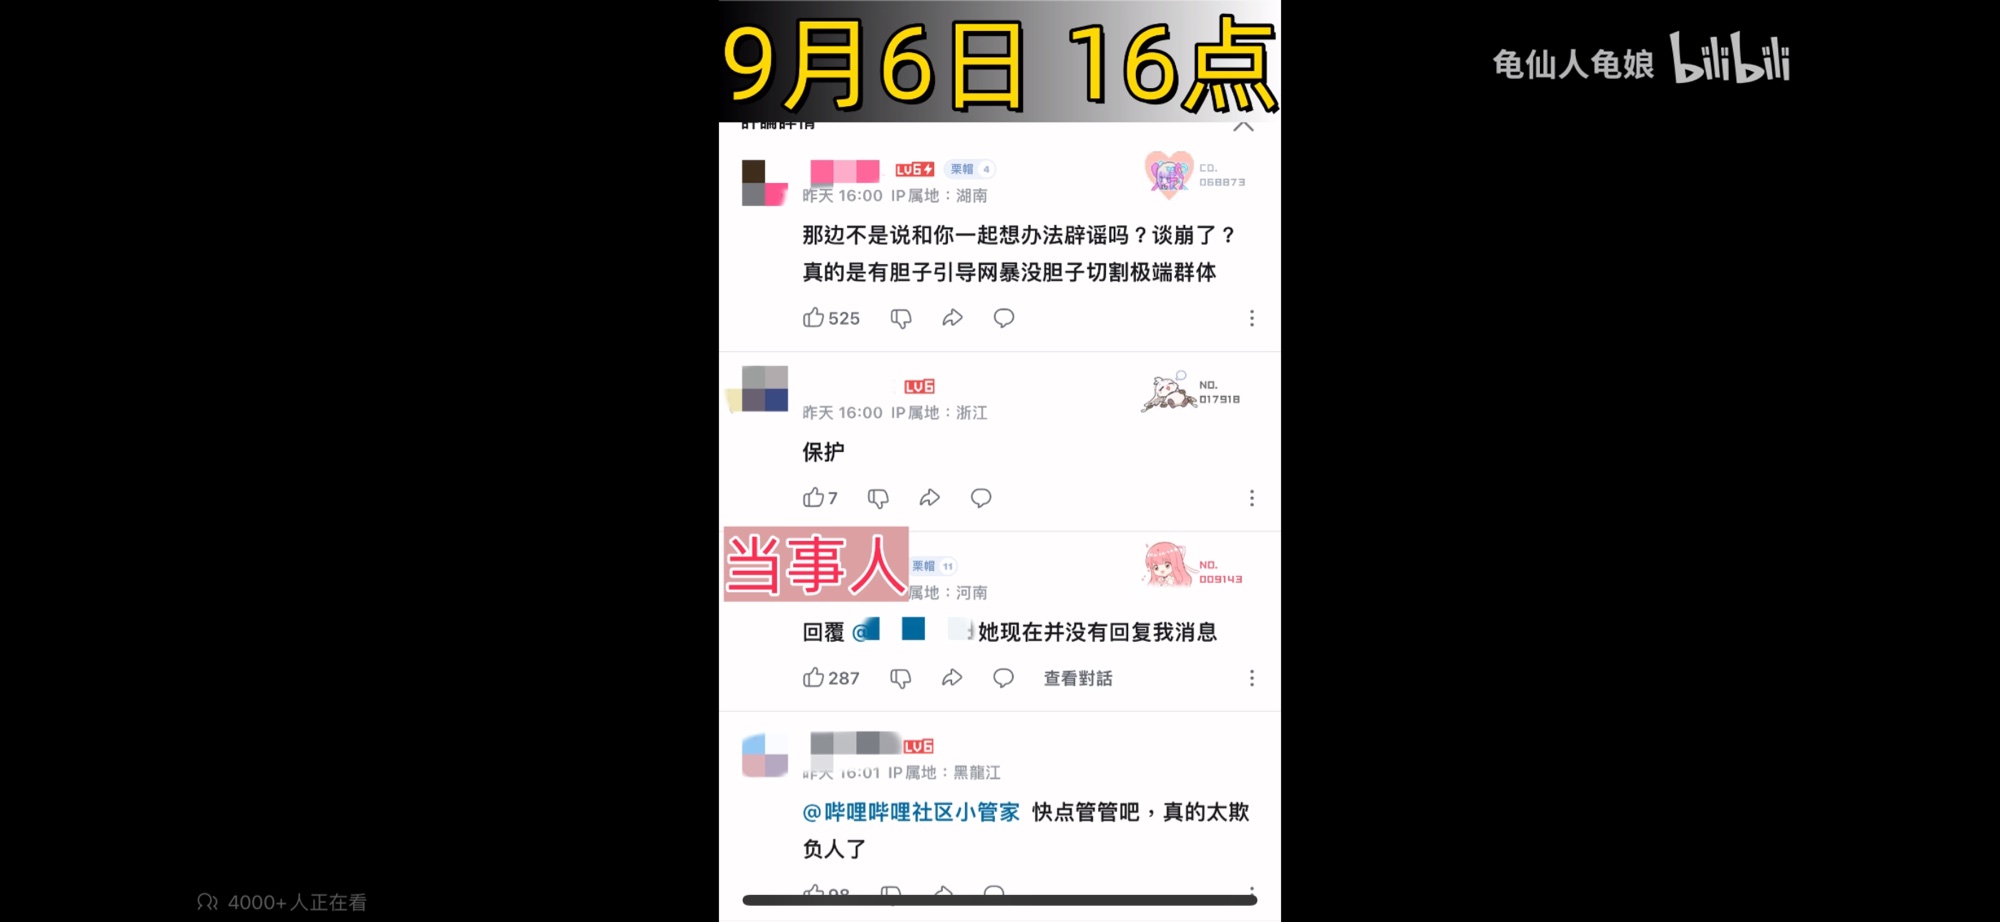 9月6日 16点
龟仙人龟娘 bilibili
評論詳情
LV6 栗帽 4
CO.
068873
昨天 16:00 IP属地：湖南
那边不是说和你一起想办法辟谣吗？谈崩了？
真的是有胆子引导网暴没胆子切割极端群体
525
LV6
NO.
017918
昨天 16:00 IP属地：浙江
保护
7
当事人
栗帽 11
NO.
009143
属地：河南
回覆 @ 她现在并没有回复我消息
287 查看對話
LV6
昨天 16:01 IP属地：黑龍江
@哔哩哔哩社区小管家 快点管管吧，真的太欺
负人了
98
4000+人正在看